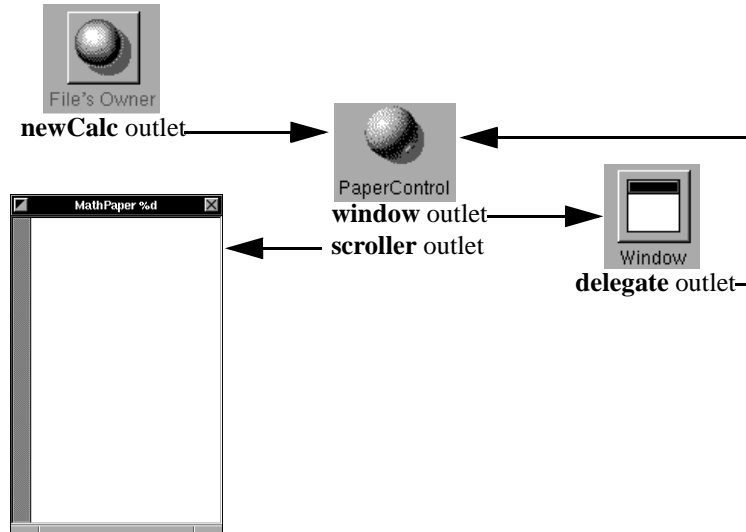 File's Owner
newCalc outlet
PaperControl
window outlet
scroller outlet
MathPaper %d
Window
delegate outlet